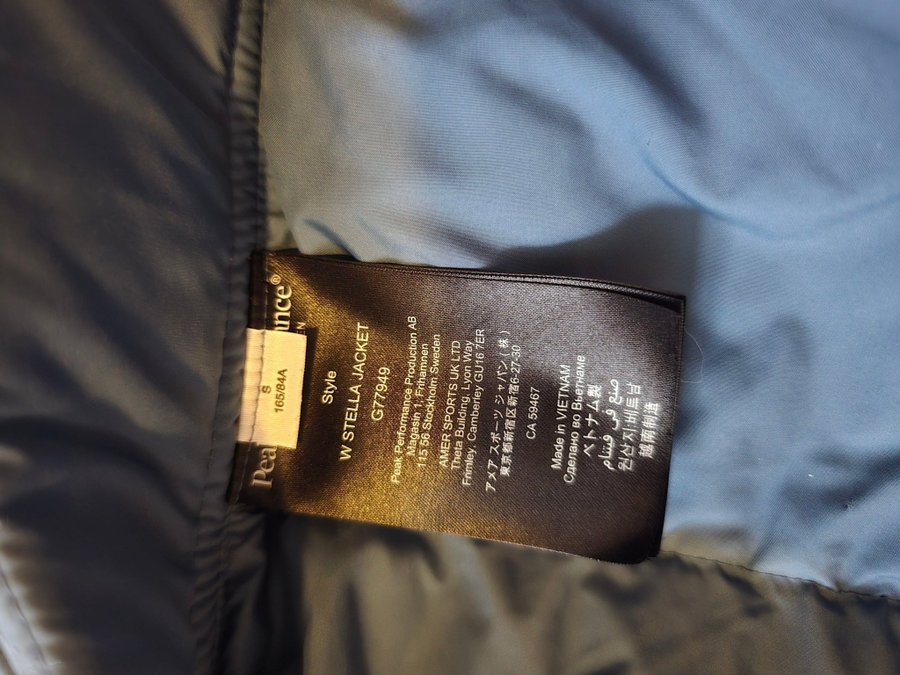 Pea ance®
EN
S
165/84A
Style
W STELLA JACKET
G77949
Peak Performance Production AB
Magasin 1, Frihamnen
115 56 Stockholm Sweden
AMER SPORTS UK LTD
Theta Building, Lyon Way
Frimley, Camberley GU16 7ER
アメア スポーツ ジャパン (株)
東京都新宿区新宿6-27-30
CA 59467
Made in VIETNAM
Сделано во Вьетнаме
ベトナム製
صنع في فيتنام
원산지:베트남
越南制造